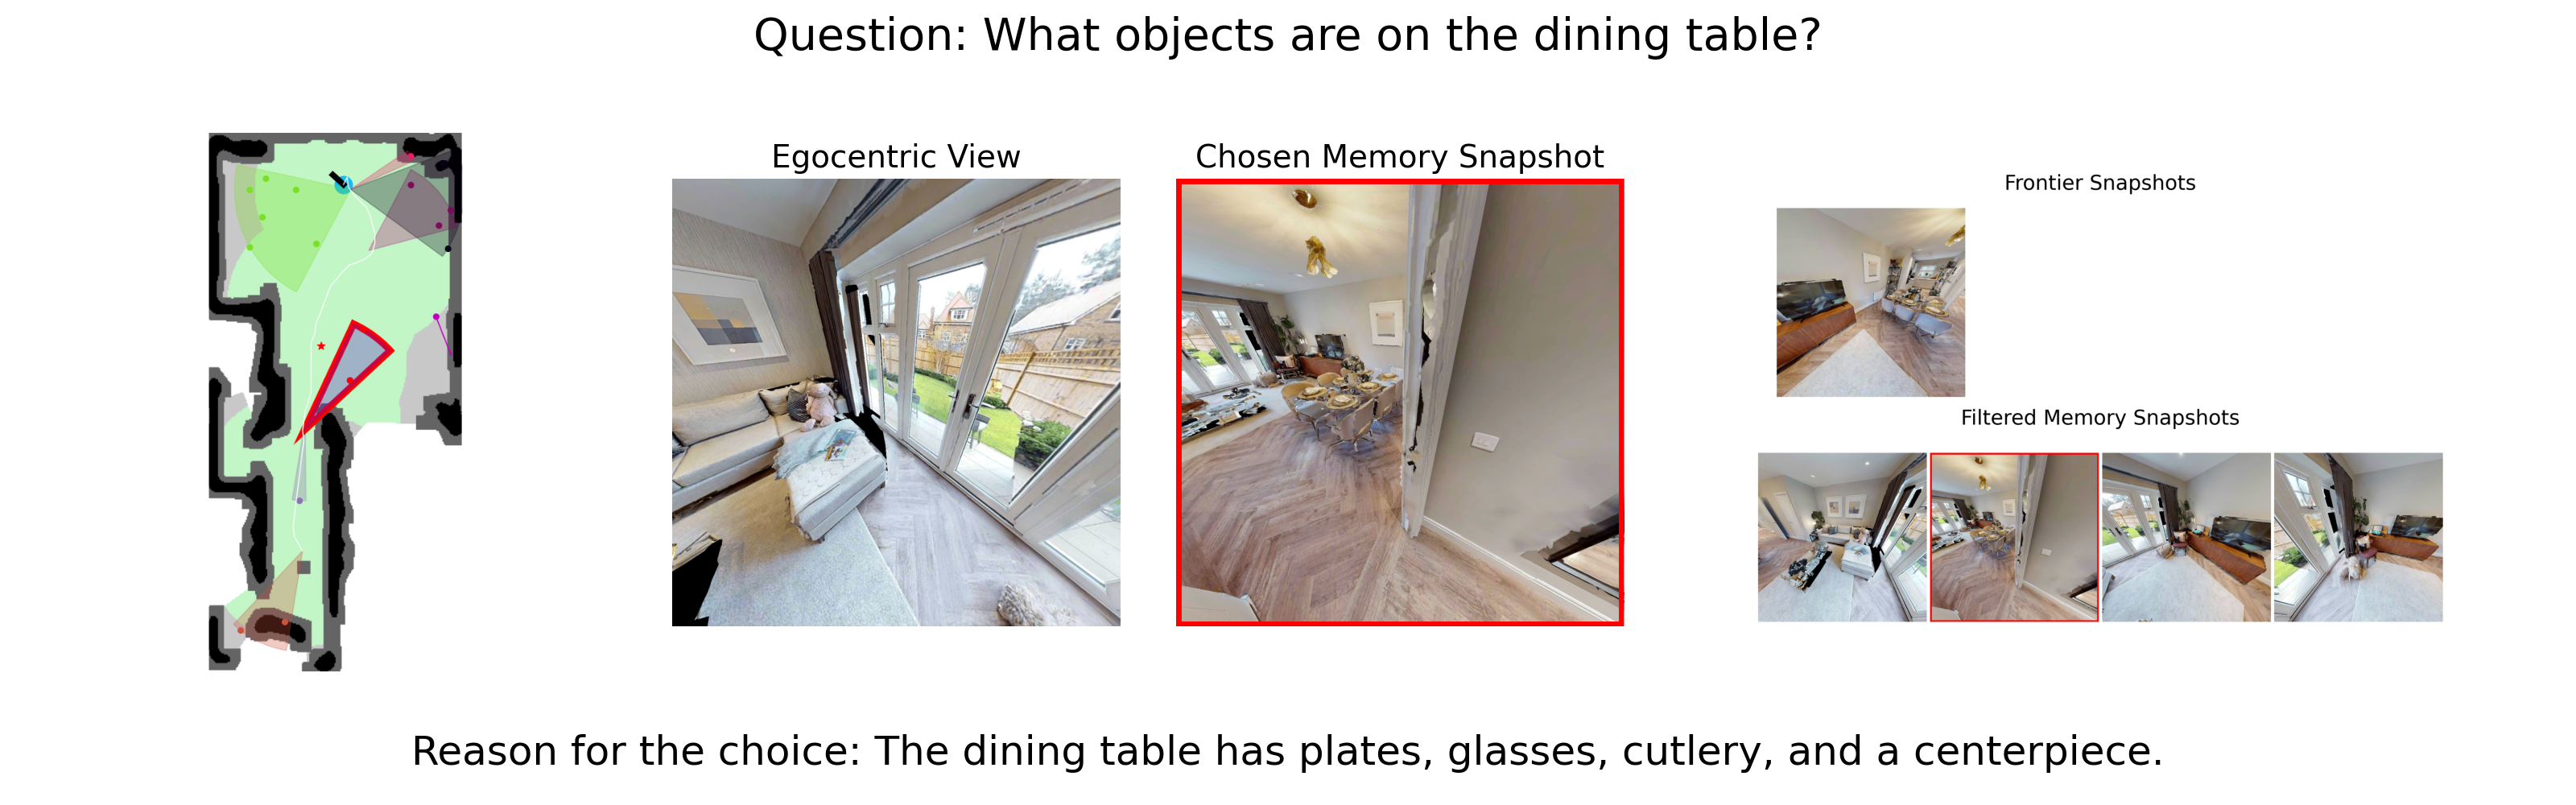 Question: What objects are on the dining table?
Egocentric View
Chosen Memory Snapshot
Frontier Snapshots
Filtered Memory Snapshots
Reason for the choice: The dining table has plates, glasses, cutlery, and a centerpiece.